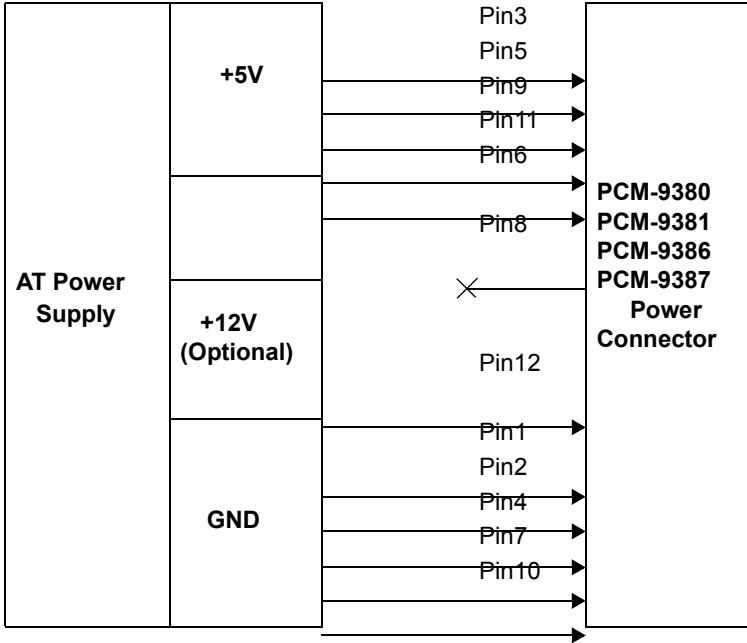 Pin3
Pin5
+5V
Pin9
Pin11
Pin6
PCM-9380
PCM-9381
Pin8
PCM-9386
PCM-9387
AT Power
Supply
Power
Connector
+12V
(Optional)
Pin12
Pin1
Pin2
Pin4
GND
Pin7
Pin10